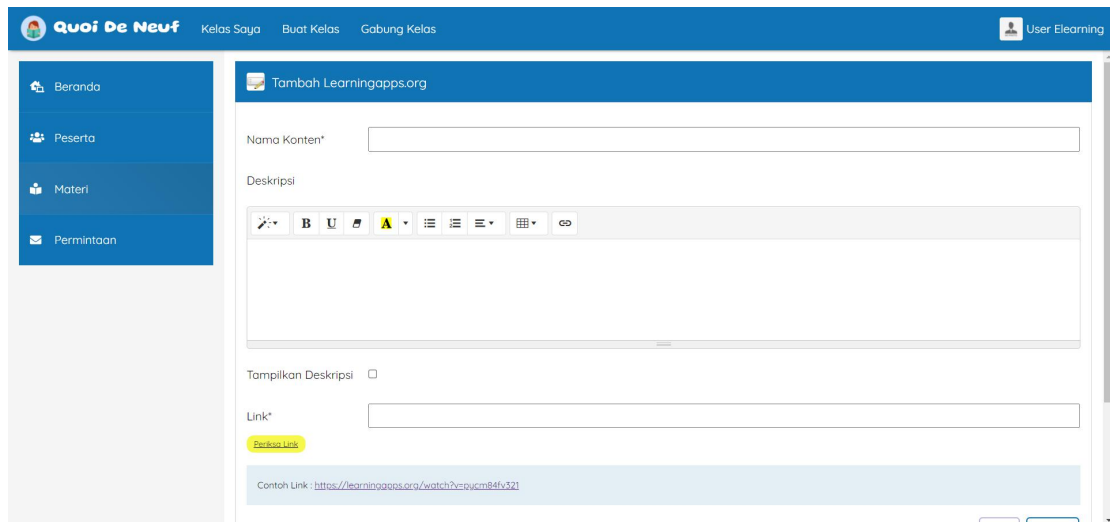 Quoi De Neuf Kelas Saya Buat Kelas Gabung Kelas User Elearning
Beranda
Peserta
Materi
Permintaan
Tambah Learningapps.org
Nama Konten*
Deskripsi
B U A
Tampilkan Deskripsi
Link*
Periksa Link
Contoh Link : https://learningapps.org/watch?v=pucm84fv321